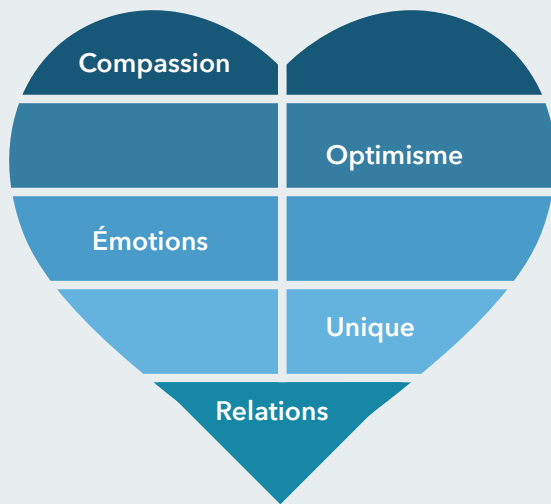 Compassion
Optimisme
Émotions
Unique
Relations